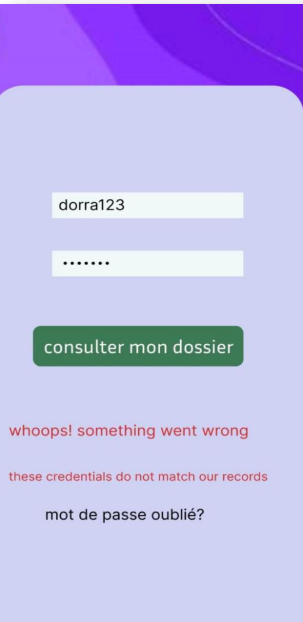 dorra123
•••••••
consulter mon dossier
whoops! something went wrong
these credentials do not match our records
mot de passe oublié?